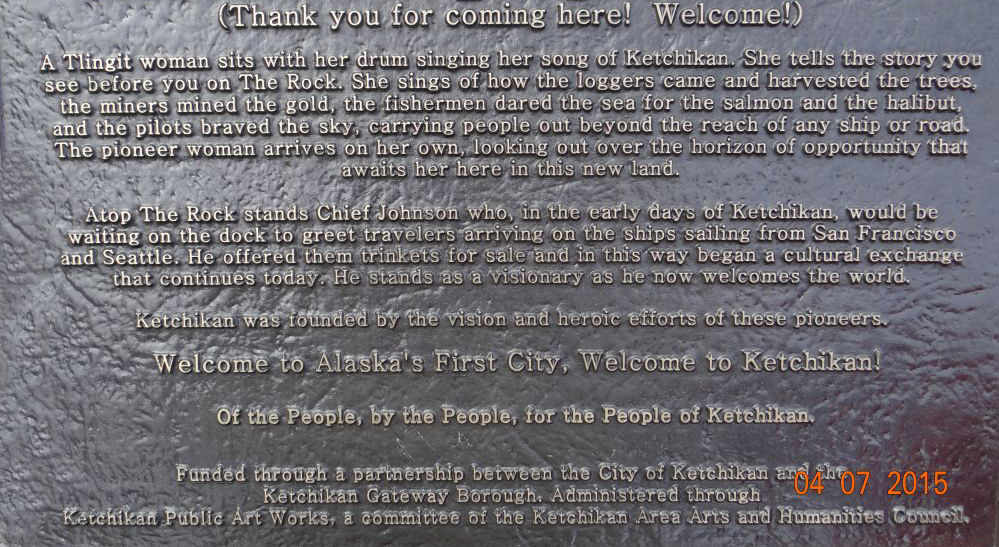 (Thank you for coming here! Welcome!)
A Tlingit woman sits with her drum singing her song of Ketchikan. She tells the story you
see before you on The Rock. She sings of how the loggers came and harvested the trees,
the miners mined the gold, the fishermen dared the sea for the salmon and the halibut,
and the pilots braved the sky, carrying people out beyond the reach of any ship or road.
The pioneer woman arrives on her own, looking out over the horizon of opportunity that
awaits her here in this new land.
Atop The Rock stands Chief Johnson who, in the early days of Ketchikan, would be
waiting on the dock to greet travelers arriving on the ships sailing from San Francisco
and Seattle. He offered them trinkets for sale and in this way began a cultural exchange
that continues today. He stands as a visionary as he now welcomes the world.
Ketchikan was founded by the vision and heroic efforts of these pioneers.
Welcome to Alaska's First City, Welcome to Ketchikan!
Of the People, by the People, for the People of Ketchikan.
Funded through a partnership between the City of Ketchikan and the
Ketchikan Gateway Borough. Administered through
Ketchikan Public Art Works, a committee of the Ketchikan Area Arts and Humanities Council.
04 07 2015